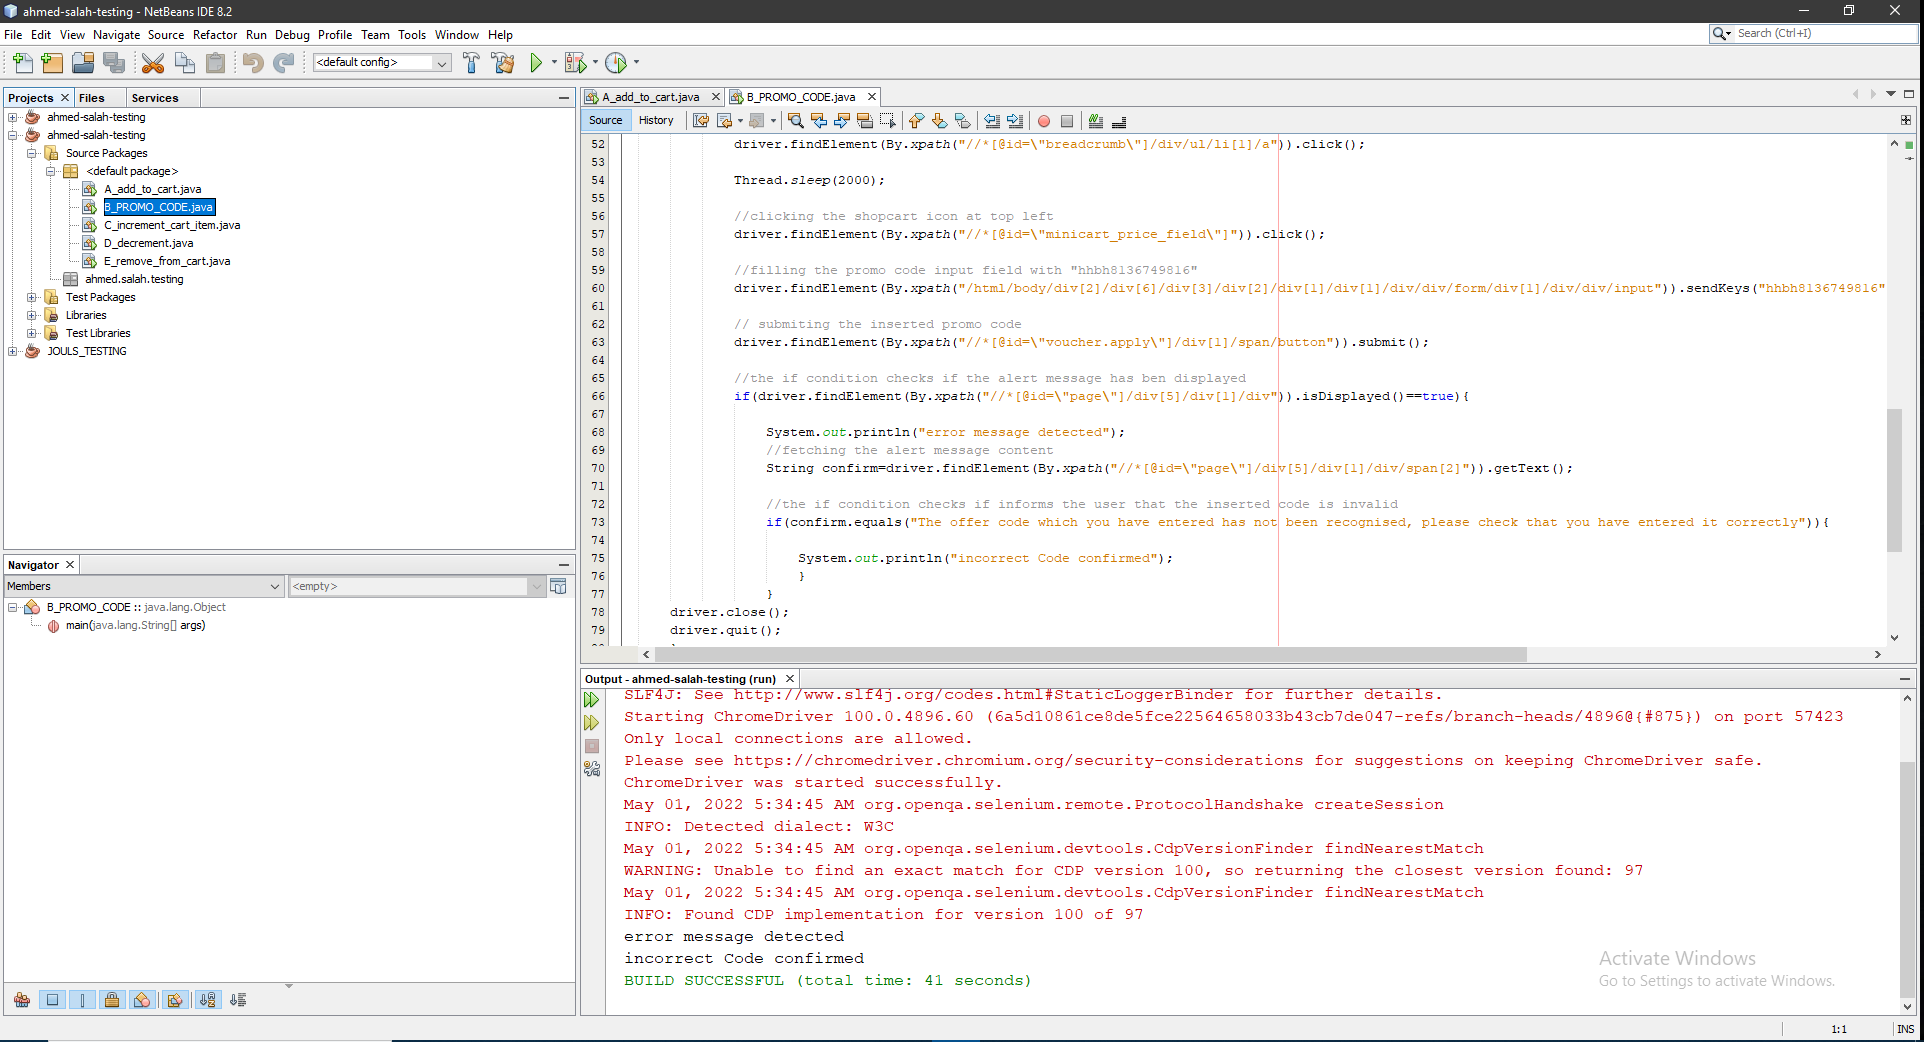 ahmed-salah-testing - NetBeans IDE 8.2
File Edit View Navigate Source Refactor Run Debug Profile Team Tools Window Help
Search (Ctrl+I)
<default config>
Projects Files Services
ahmed-salah-testing
ahmed-salah-testing
Source Packages
<default package>
A_add_to_cart.java
B_PROMO_CODE.java
C_increment_cart_item.java
D_decrement.java
E_remove_from_cart.java
ahmed.salah.testing
Test Packages
Libraries
Test Libraries
JOULS_TESTING
Navigator
Members <empty>
B_PROMO_CODE :: java.lang.Object
main(java.lang.String[] args)
A_add_to_cart.java B_PROMO_CODE.java
Source History
52 driver.findElement(By.xpath("//*[@id=\"breadcrumb\"]/div/ul/li[1]/a")).click();
53
54 Thread.sleep(2000);
55
56 //clicking the shopcart icon at top left
57 driver.findElement(By.xpath("//*[@id=\"minicart_price_field\"]")).click();
58
59 //filling the promo code input field with "hhbh8136749816"
60 driver.findElement(By.xpath("/html/body/div[2]/div[6]/div[3]/div[2]/div[1]/div[1]/div/div/form/div[1]/div/div/input")).sendKeys("hhbh8136749816"
61
62 // submiting the inserted promo code
63 driver.findElement(By.xpath("//*[@id=\"voucher.apply\"]/div[1]/span/button")).submit();
64
65 //the if condition checks if the alert message has ben displayed
66 if(driver.findElement(By.xpath("//*[@id=\"page\"]/div[5]/div[1]/div")).isDisplayed()==true){
67
68 System.out.println("error message detected");
69 //fetching the alert message content
70 String confirm=driver.findElement(By.xpath("//*[@id=\"page\"]/div[5]/div[1]/div/span[2]")).getText();
71
72 //the if condition checks if informs the user that the inserted code is invalid
73 if(confirm.equals("The offer code which you have entered has not been recognised, please check that you have entered it correctly")){
74
75 System.out.println("incorrect Code confirmed");
76 }
77 }
78 driver.close();
79 driver.quit();
Output - ahmed-salah-testing (run)
SLF4J: See http://www.slf4j.org/codes.html#StaticLoggerBinder for further details.
Starting ChromeDriver 100.0.4896.60 (6a5d10861ce8de5fce22564658033b43cb7de047-refs/branch-heads/4896@{#875}) on port 57423
Only local connections are allowed.
Please see https://chromedriver.chromium.org/security-considerations for suggestions on keeping ChromeDriver safe.
ChromeDriver was started successfully.
May 01, 2022 5:34:45 AM org.openqa.selenium.remote.ProtocolHandshake createSession
INFO: Detected dialect: W3C
May 01, 2022 5:34:45 AM org.openqa.selenium.devtools.CdpVersionFinder findNearestMatch
WARNING: Unable to find an exact match for CDP version 100, so returning the closest version found: 97
May 01, 2022 5:34:45 AM org.openqa.selenium.devtools.CdpVersionFinder findNearestMatch
INFO: Found CDP implementation for version 100 of 97
error message detected
incorrect Code confirmed
BUILD SUCCESSFUL (total time: 41 seconds)
Activate Windows
Go to Settings to activate Windows.
1:1 INS